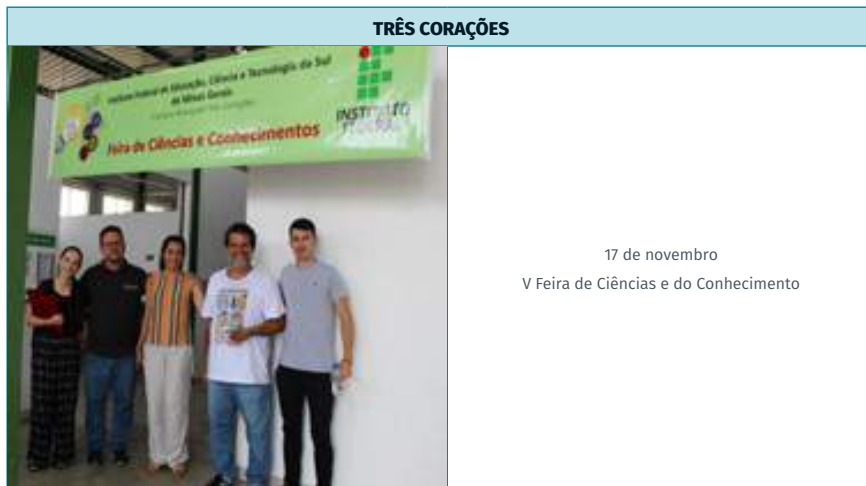 TRÊS CORAÇÕES
Instituto Federal de Educação, Ciência e Tecnologia do Sul
de Minas Gerais
Feira de Ciências e Conhecimentos
INSTITUTO
FEDERAL
17 de novembro
V Feira de Ciências e do Conhecimento